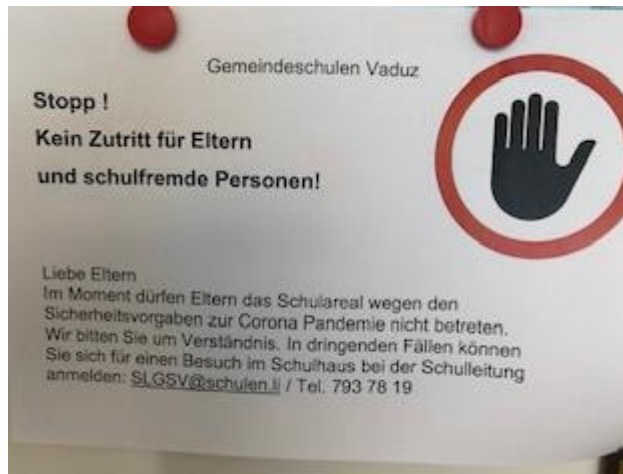 Gemeindeschulen Vaduz
Stopp !
Kein Zutritt für Eltern
und schulfremde Personen!
Liebe Eltern
Im Moment dürfen Eltern das Schulareal wegen den
Sicherheitsvorgaben zur Corona Pandemie nicht betreten.
Wir bitten Sie um Verständnis. In dringenden Fällen können
Sie sich für einen Besuch im Schulhaus bei der Schulleitung
anmelden: SLGSV@schulen.li / Tel. 793 78 19